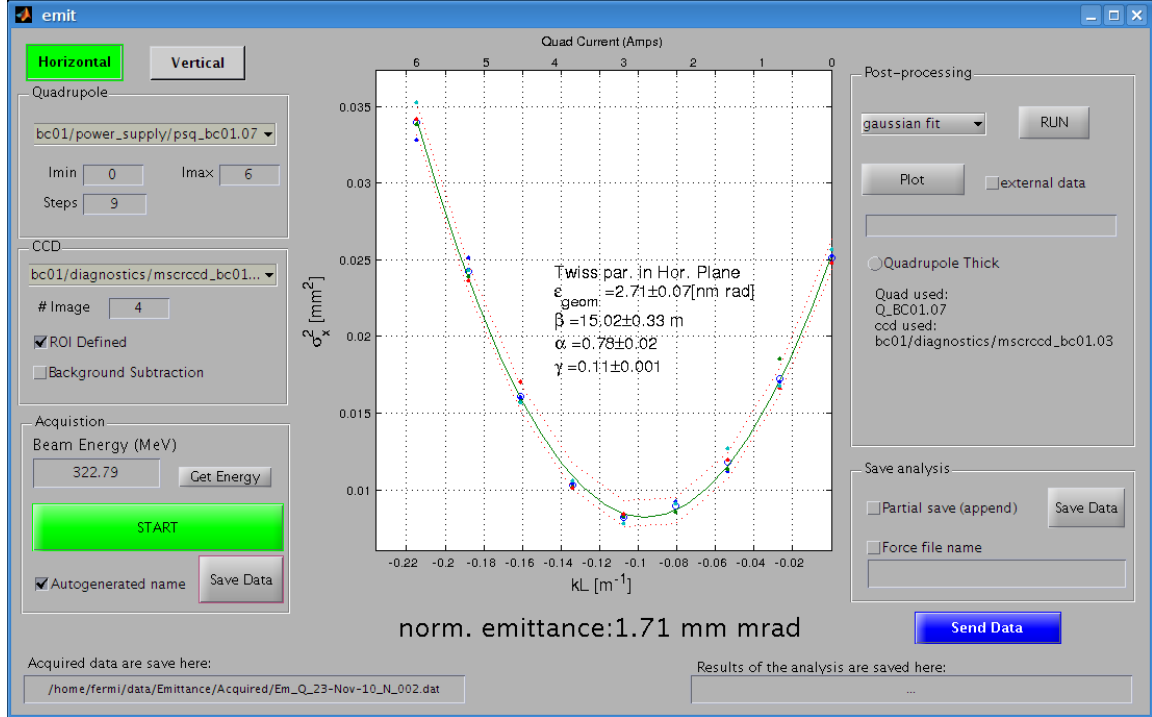 emit
Horizontal
Vertical
Quadrupole
bc01/power_supply/psq_bc01.07
Imin 0 Imax 6
Steps 9
CCD
bc01/diagnostics/mscrccd_bc01...
# Image 4
ROI Defined
Background Subtraction
Acquistion
Beam Energy (MeV)
322.79 Get Energy
START
Autogenerated name Save Data
Quad Current (Amps)
6 5 4 3 2 1 0
0.035
0.03
0.025
0.02
0.015
0.01
σ²ₓ [mm²]
Twiss par. in Hor. Plane
ε_geom =2.71±0.07[nm rad]
β =15.02±0.33 m
α =0.78±0.02
γ =0.11±0.001
-0.22 -0.2 -0.18 -0.16 -0.14 -0.12 -0.1 -0.08 -0.06 -0.04 -0.02
kL [m⁻¹]
norm. emittance:1.71 mm mrad
Post-processing
gaussian fit RUN
Plot external data
Quadrupole Thick
Quad used:
Q_BC01.07
ccd used:
bc01/diagnostics/mscrccd_bc01.03
Save analysis
Partial save (append) Save Data
Force file name
Send Data
Acquired data are save here:
/home/fermi/data/Emittance/Acquired/Em_Q_23-Nov-10_N_002.dat
Results of the analysis are saved here:
...